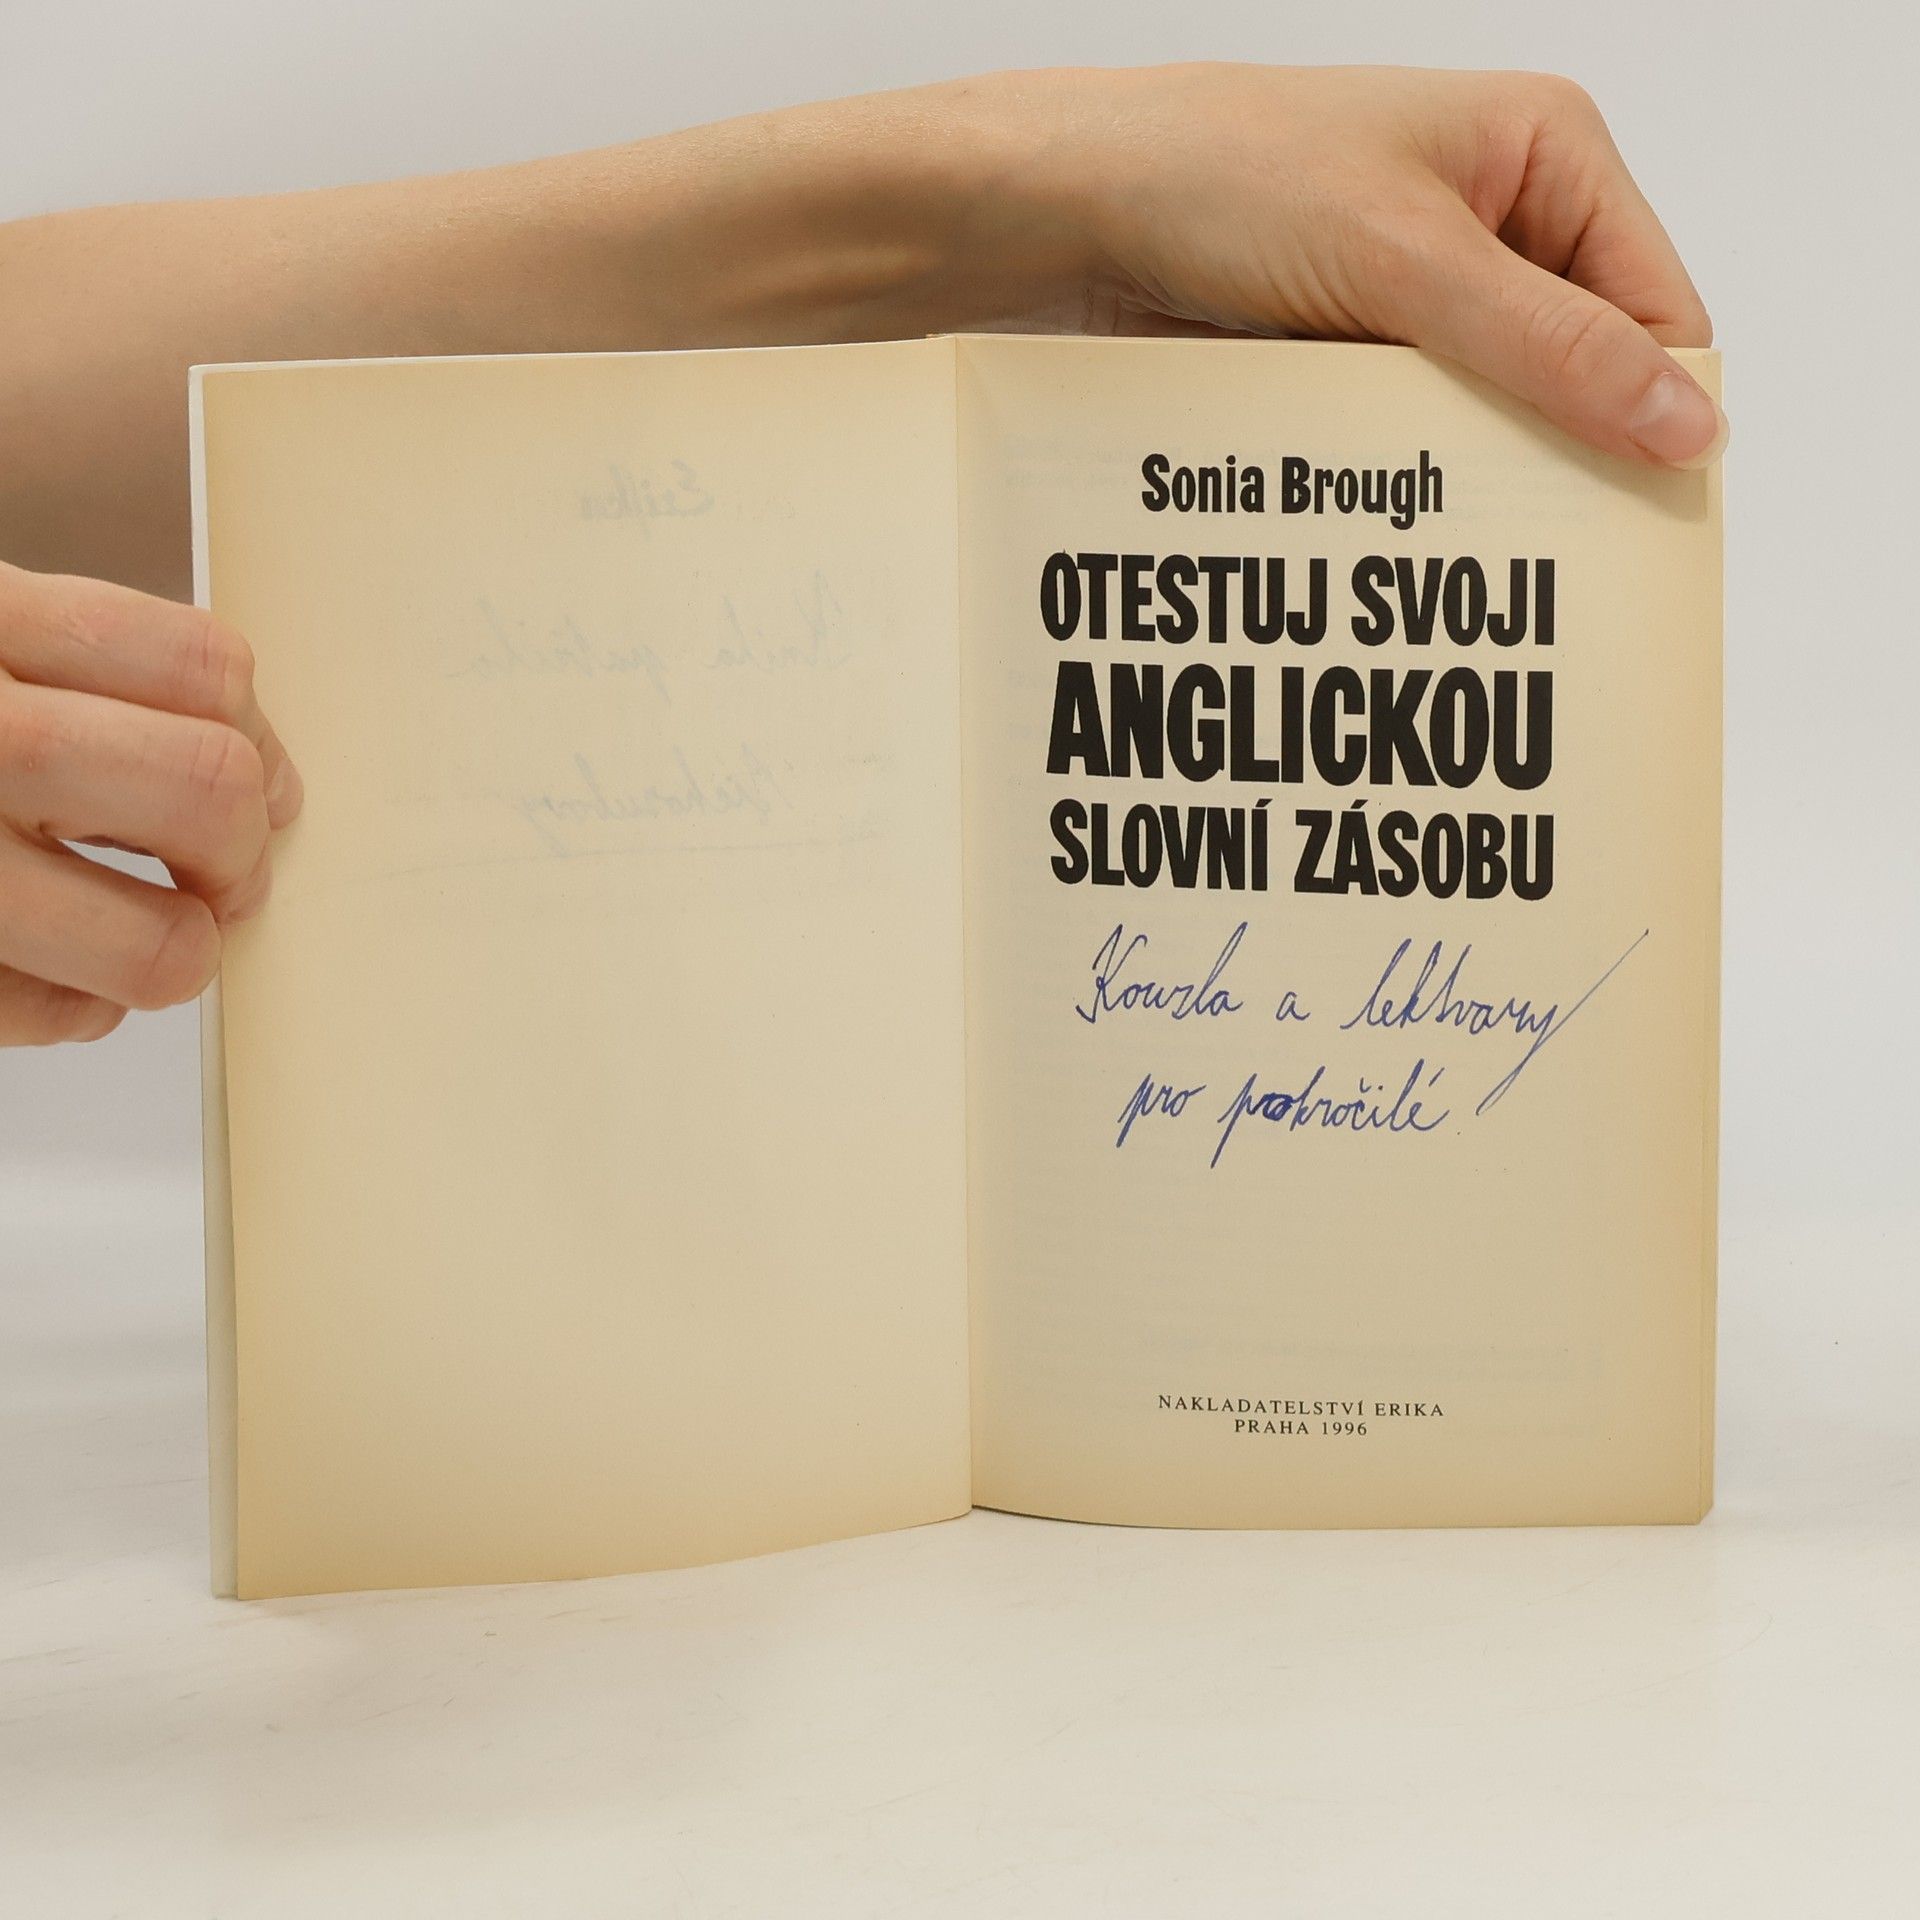 Sonia Brough
OTESTUJ SVOJI
ANGLICKOU
SLOVNÍ ZÁSOBU
Kouzla a lektvary
pro pokročilé
NAKLADATELSTVÍ ERIKA
PRAHA 1996